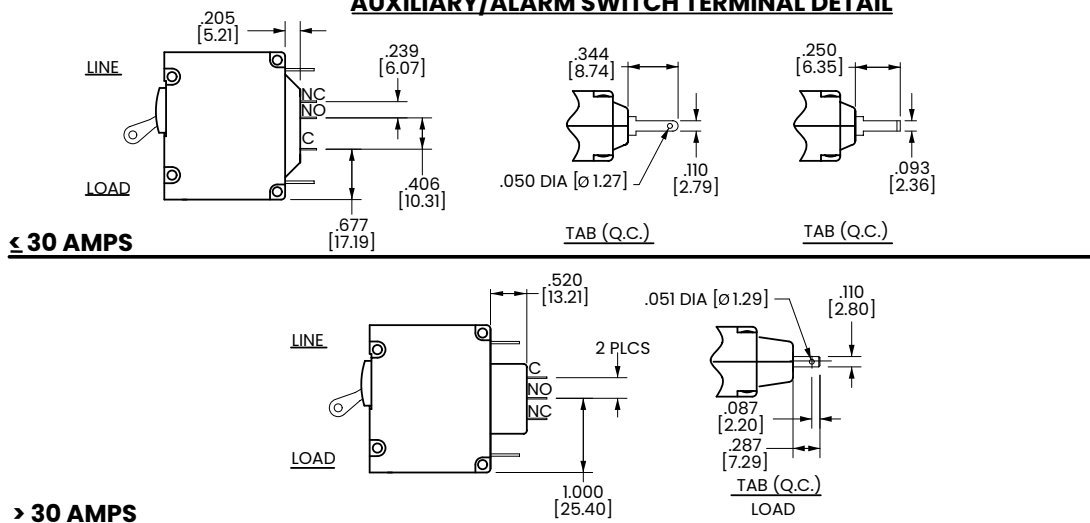 AUXILIARY/ALARM SWITCH TERMINAL DETAIL
.205
[5.21]
.239
[6.07]
LINE
NC
NO
C
LOAD
.406
[10.31]
.677
[17.19]
.344
[8.74]
.050 DIA [Ø 1.27]
.110
[2.79]
TAB (Q.C.)
.250
[6.35]
.093
[2.36]
TAB (Q.C.)
≤ 30 AMPS
.520
[13.21]
LINE
2 PLCS
C
NO
NC
LOAD
1.000
[25.40]
.051 DIA [Ø 1.29]
.110
[2.80]
.087
[2.20]
.287
[7.29]
TAB (Q.C.)
LOAD
> 30 AMPS